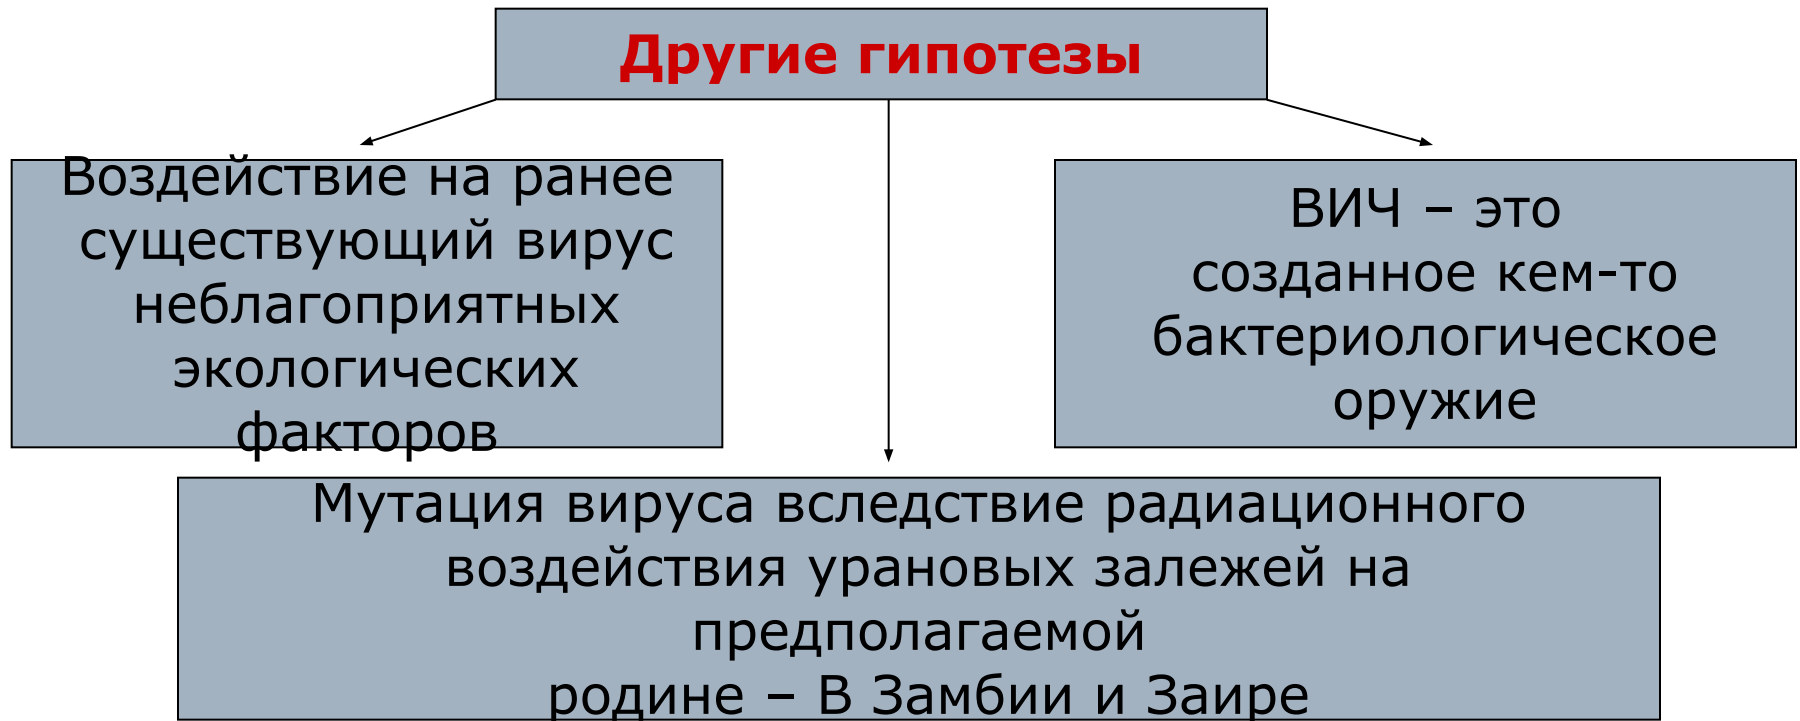 Другие гипотезы
Воздействие на ранее
существующий вирус
неблагоприятных
экологических
факторов
ВИЧ – это
созданное кем-то
бактериологическое
оружие
Мутация вируса вследствие радиационного
воздействия урановых залежей на
предполагаемой
родине – В Замбии и Заире